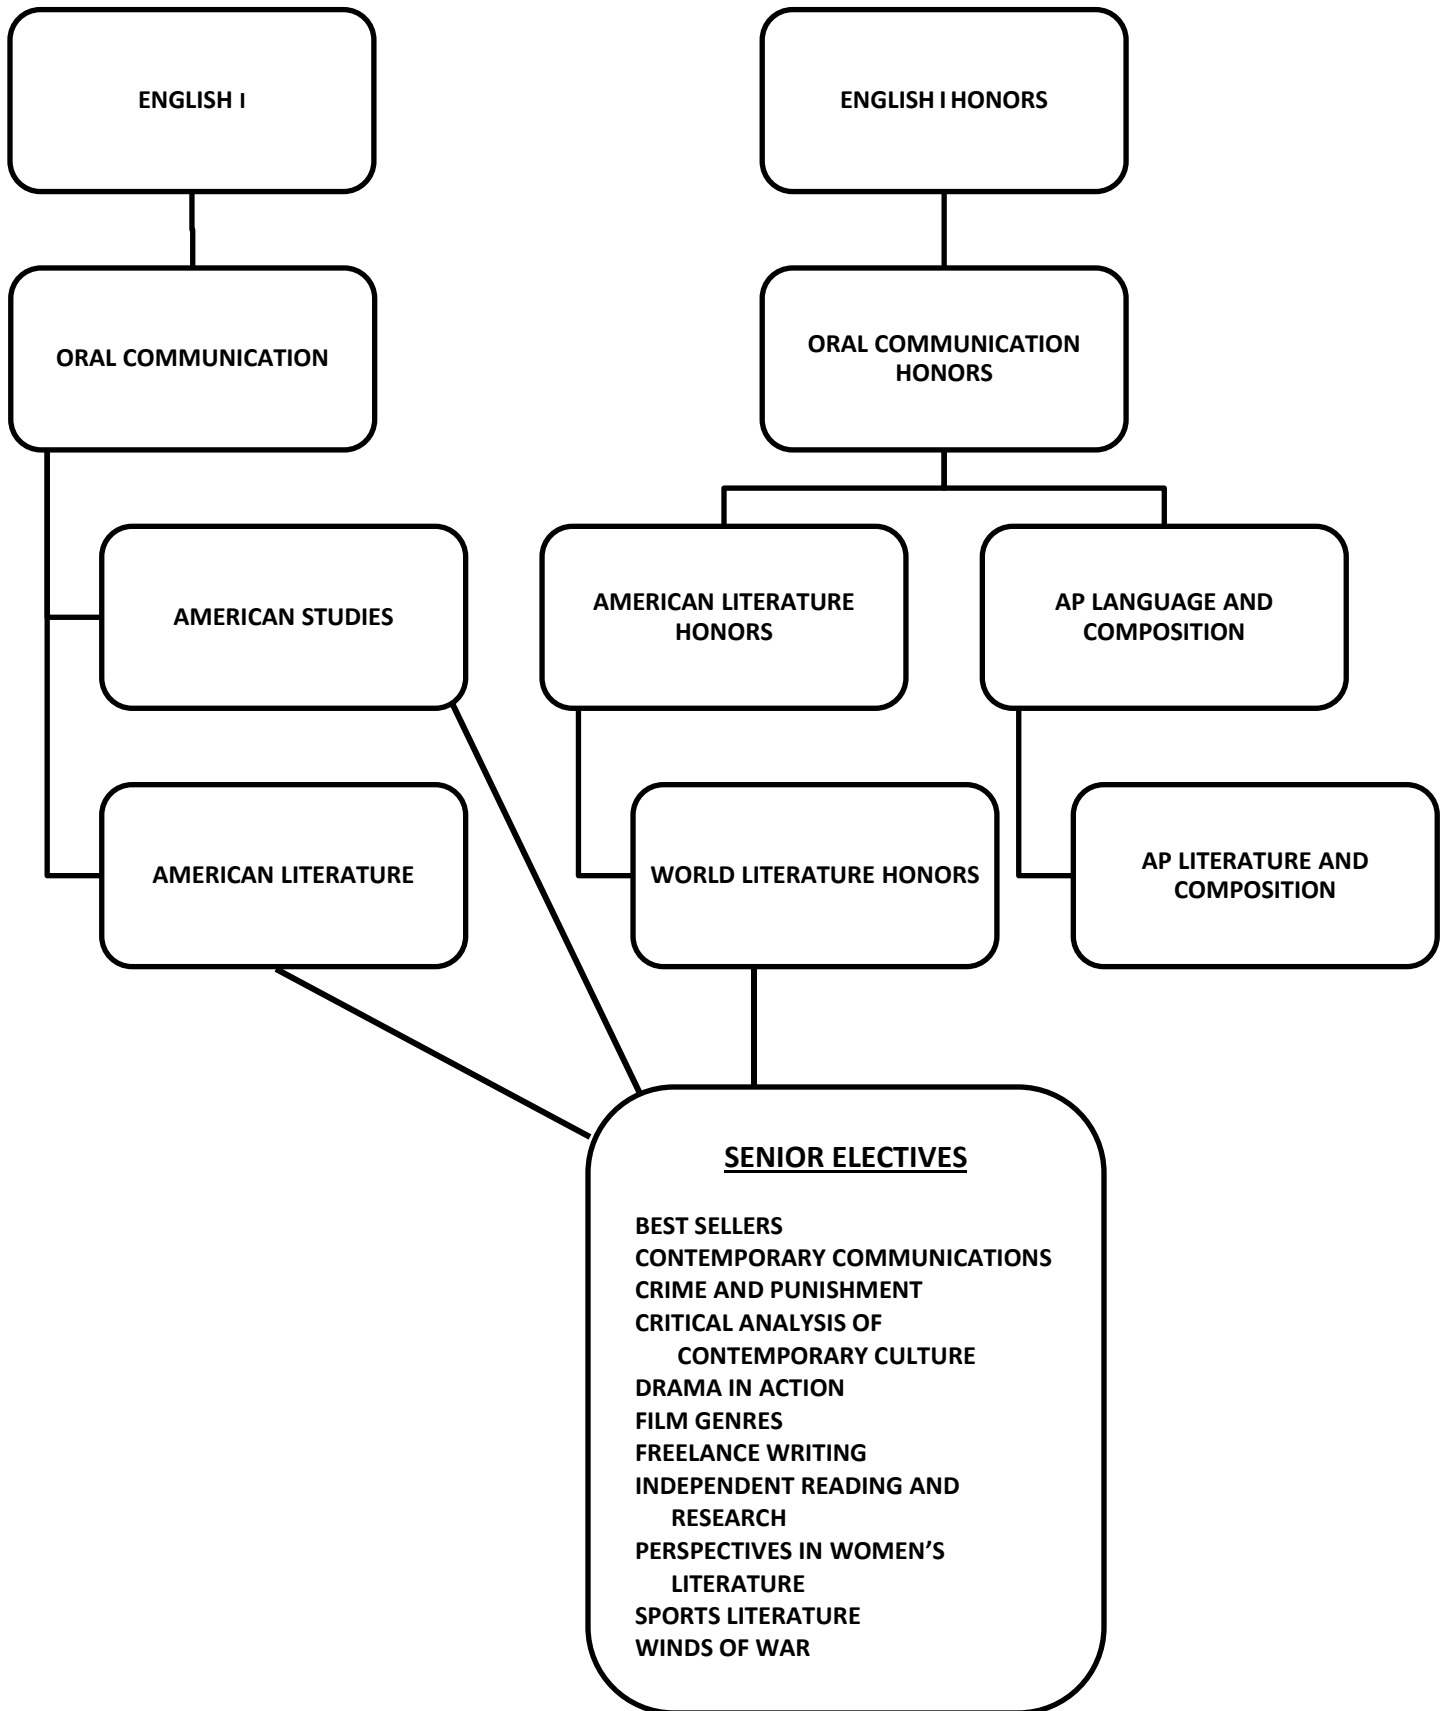 ENGLISH I
ENGLISH I HONORS
ORAL COMMUNICATION
ORAL COMMUNICATION
HONORS
AMERICAN STUDIES
AMERICAN LITERATURE
HONORS
AP LANGUAGE AND
COMPOSITION
AMERICAN LITERATURE
WORLD LITERATURE HONORS
AP LITERATURE AND
COMPOSITION
SENIOR ELECTIVES
BEST SELLERS
CONTEMPORARY COMMUNICATIONS
CRIME AND PUNISHMENT
CRITICAL ANALYSIS OF
CONTEMPORARY CULTURE
DRAMA IN ACTION
FILM GENRES
FREELANCE WRITING
INDEPENDENT READING AND
RESEARCH
PERSPECTIVES IN WOMEN’S
LITERATURE
SPORTS LITERATURE
WINDS OF WAR